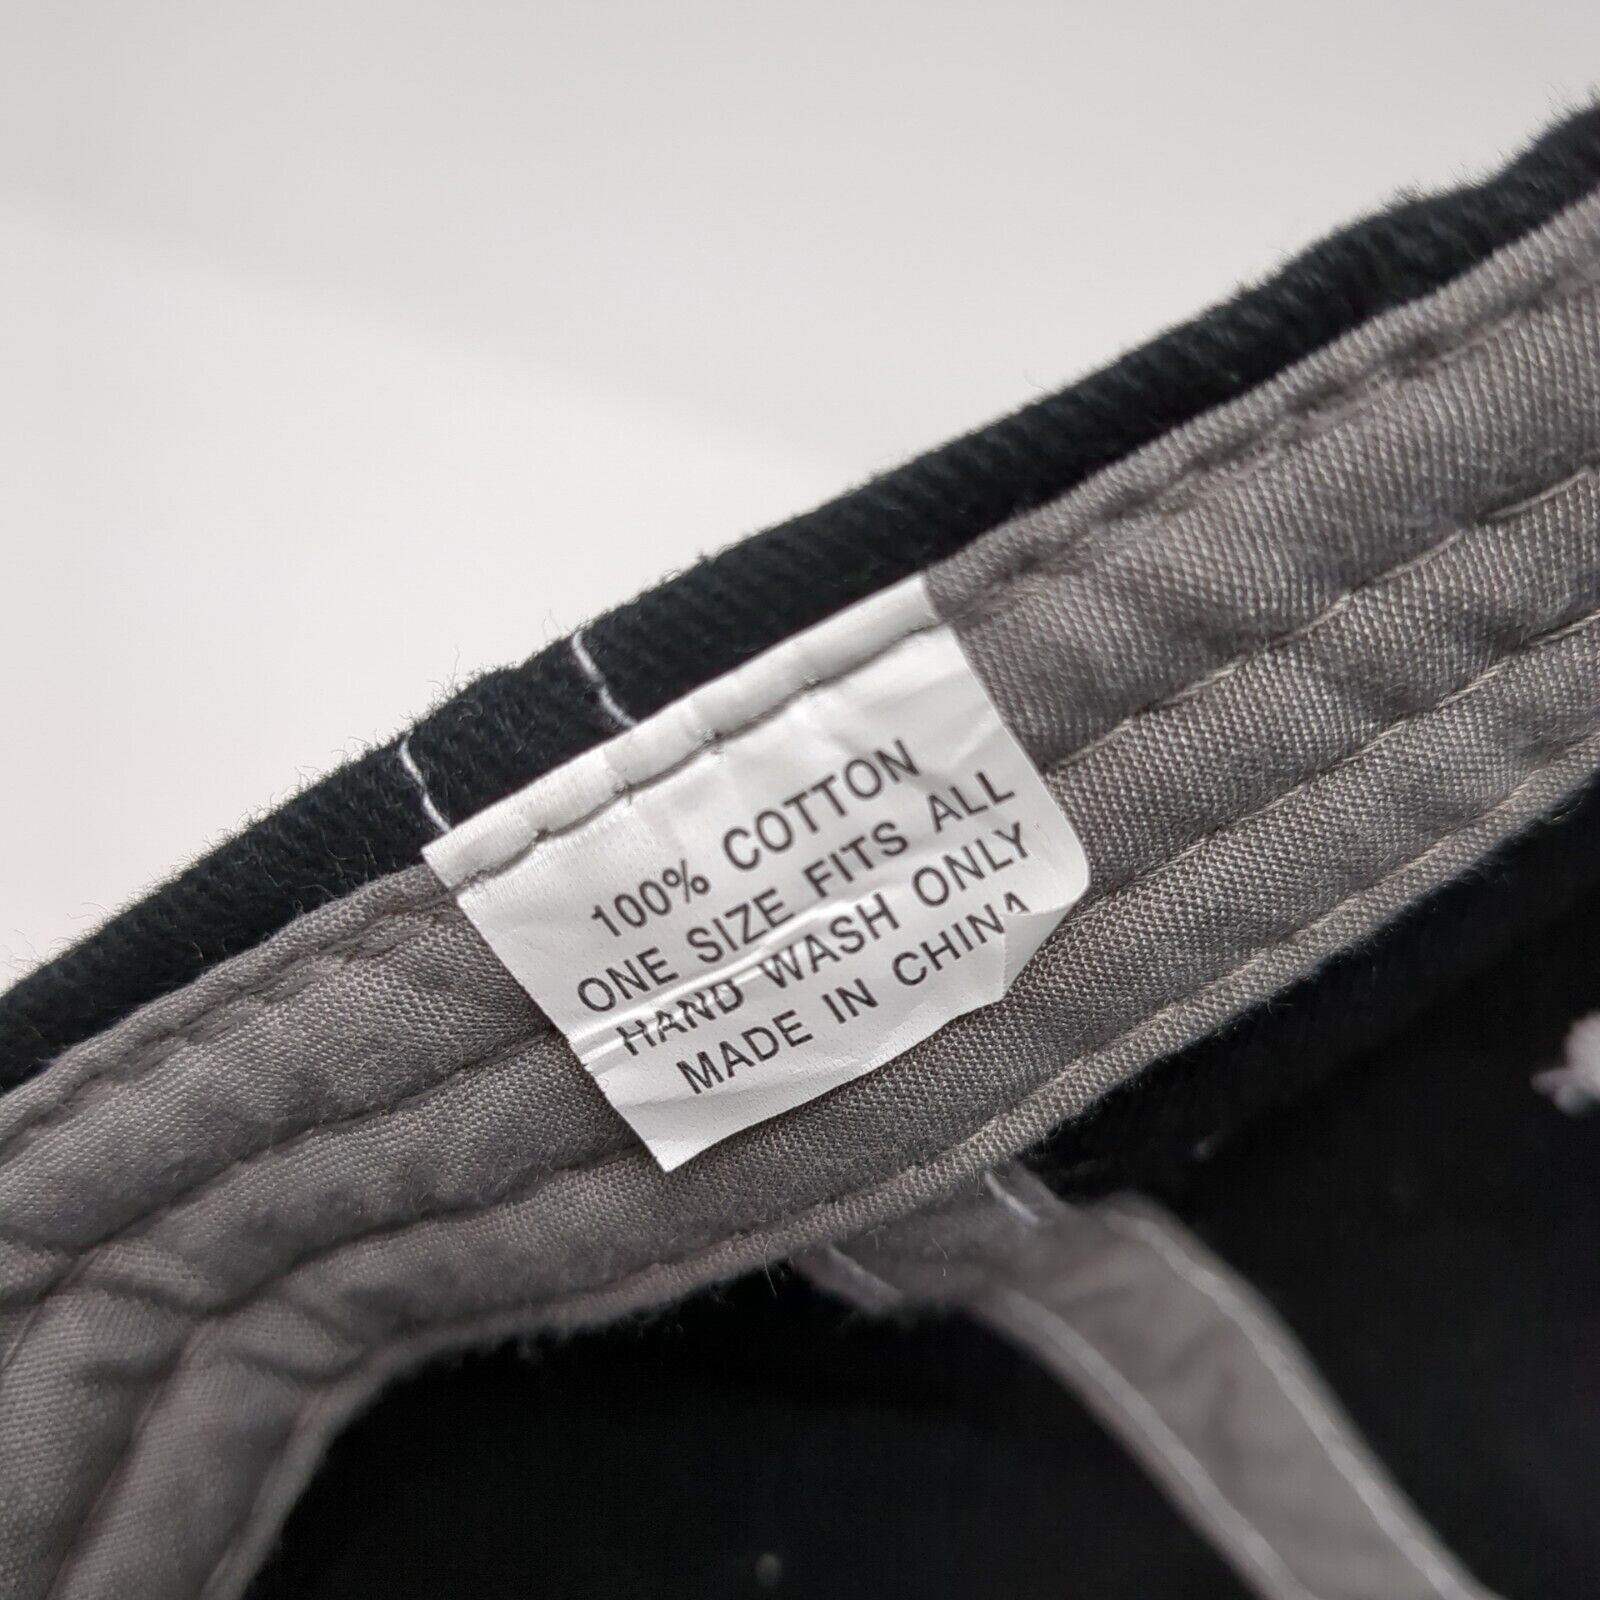 100% COTTON
ONE SIZE FITS ALL
HAND WASH ONLY
MADE IN CHINA